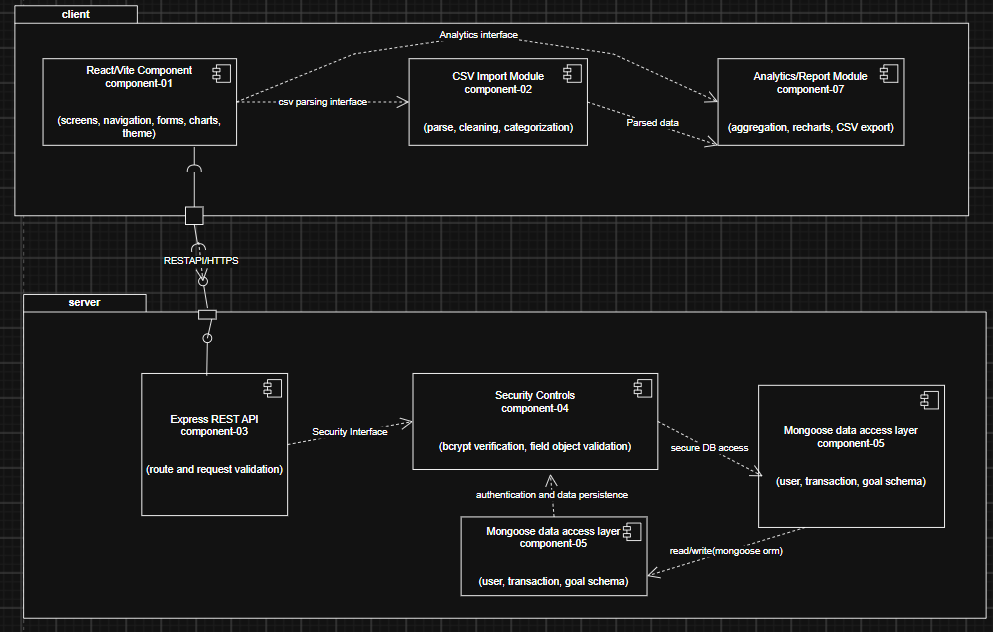 client
Analytics interface
React/Vite Component
component-01
(screens, navigation, forms, charts,
theme)
csv parsing interface
CSV Import Module
component-02
(parse, cleaning, categorization)
Parsed data
Analytics/Report Module
component-07
(aggregation, recharts, CSV export)
RESTAPI/HTTPS
server
Express REST API
component-03
(route and request validation)
Security Interface
Security Controls
component-04
(bcrypt verification, field object validation)
secure DB access
Mongoose data access layer
component-05
(user, transaction, goal schema)
authentication and data persistence
Mongoose data access layer
component-05
(user, transaction, goal schema)
read/write(mongoose orm)